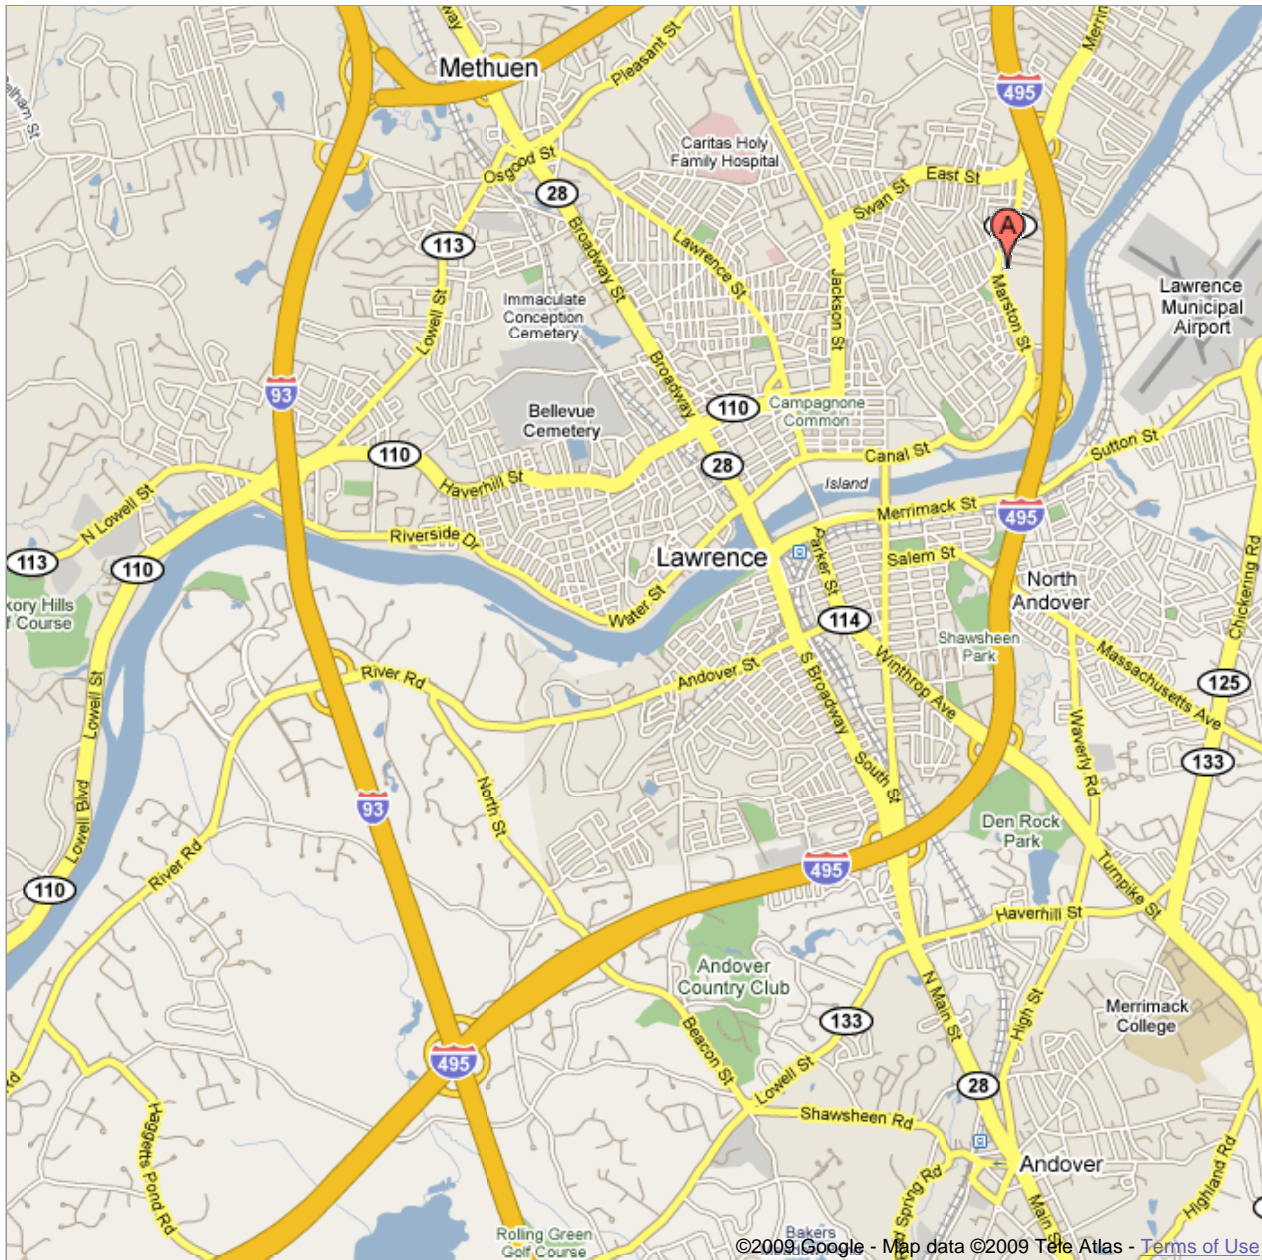 Methuen
Pleasant St
495
Caritas Holy
Family Hospital
Osgood St
28
East St
Swan St
113
A
Broadway St
Lawrence St
Jackson St
Marston St
Lawrence
Municipal
Airport
Immaculate
Conception
Cemetery
Lowell St
93
Broadway
110
Campagnone
Common
Bellevue
Cemetery
110
Haverhill St
28
Canal St
Sutton St
Island
N Lowell St
Merrimack St
495
Riverside Dr
113
110
Lawrence
Parker St
Salem St
North
Andover
Chickering Rd
kory Hills
f Course
Water St
114
Shawsheen
Park
Massachusetts Ave
River Rd
Andover St
Winthrop Ave
125
Lowell St
S Broadway
Waverly Rd
133
South St
North St
93
Lowell Blvd
Den Rock
Park
River Rd
495
Turnpike St
110
Haverhill St
Andover
Country Club
N Main St
High St
Merrimack
College
133
Beacon St
495
Lowell St
28
Shawsheen Rd
Haggetts Pond Rd
Andover
Highland Rd
Spring Rd
Main St
Rolling Green
Golf Course
Bakers
©2009 Google - Map data ©2009 Tele Atlas - Terms of Use